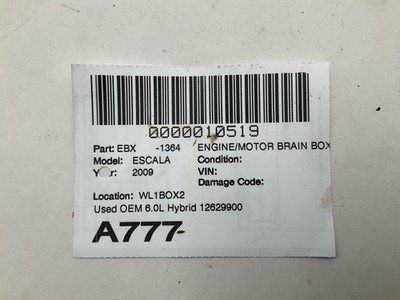 0000010519
Part: EBX -1364 ENGINE/MOTOR BRAIN BOX
Model: ESCALA Condition:
Year: 2009 VIN:
Damage Code:
Location: WL1BOX2
Used OEM 6.0L Hybrid 12629900
A777-